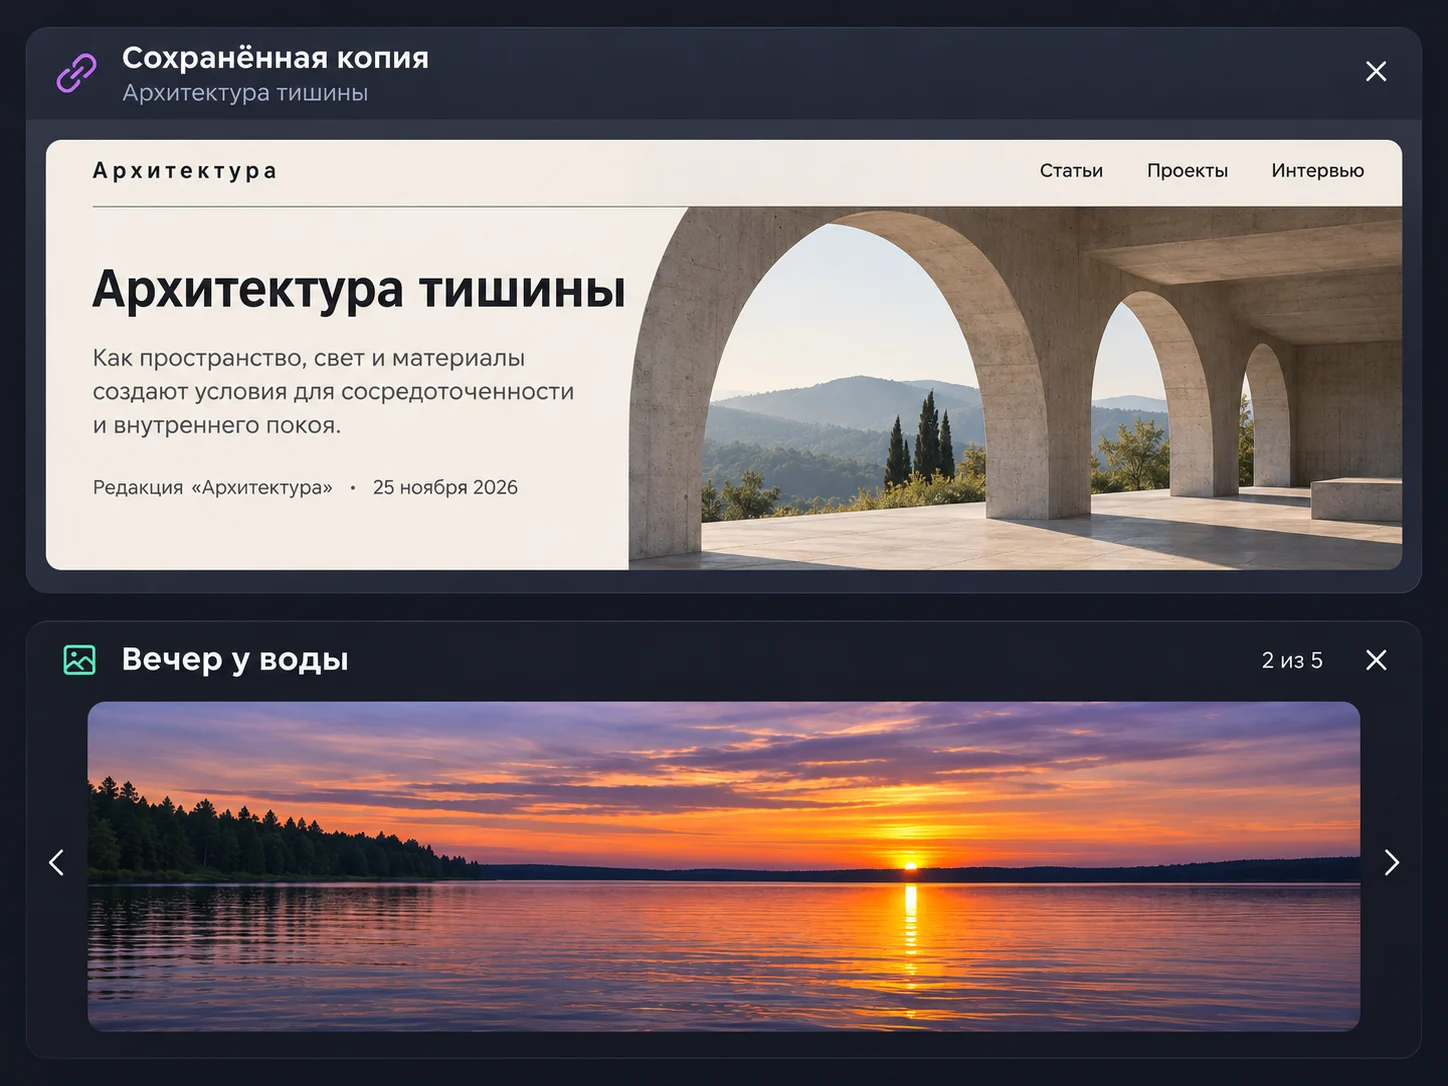 Сохранённая копия
Архитектура тишины
Архитектура
Статьи Проекты Интервью
Архитектура тишины
Как пространство, свет и материалы
создают условия для сосредоточенности
и внутреннего покоя.
Редакция «Архитектура» • 25 ноября 2026
Вечер у воды
2 из 5